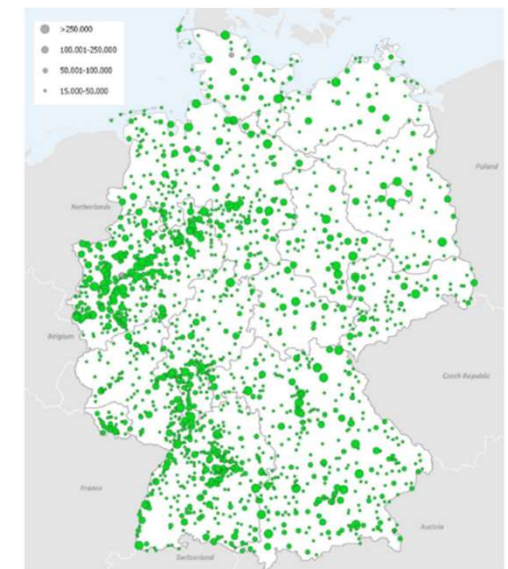 >250.000
100.001-250.000
50.001-100.000
15.000-50.000
Poland
Netherlands
Belgium
Czech Republic
France
Austria
Switzerland